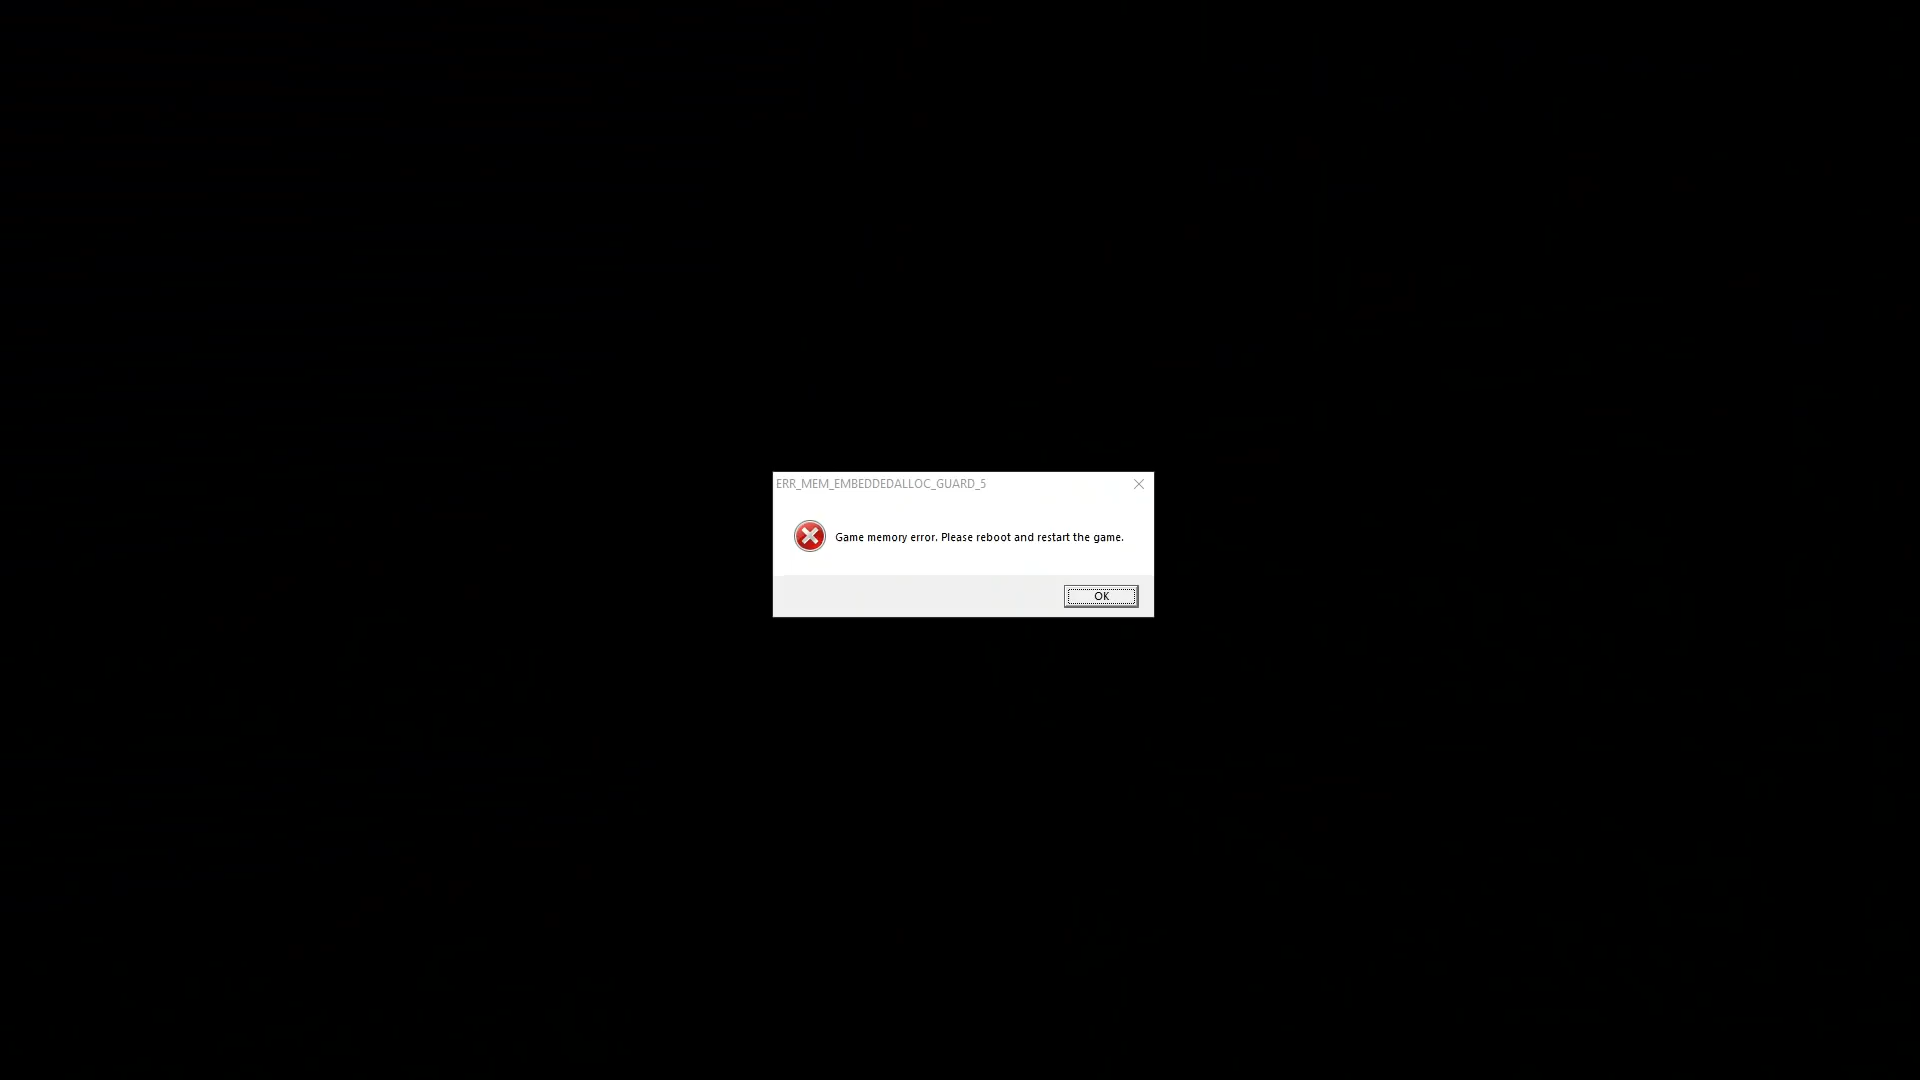 ERR_MEM_EMBEDDEDALLOC_GUARD_5
Game memory error. Please reboot and restart the game.
OK